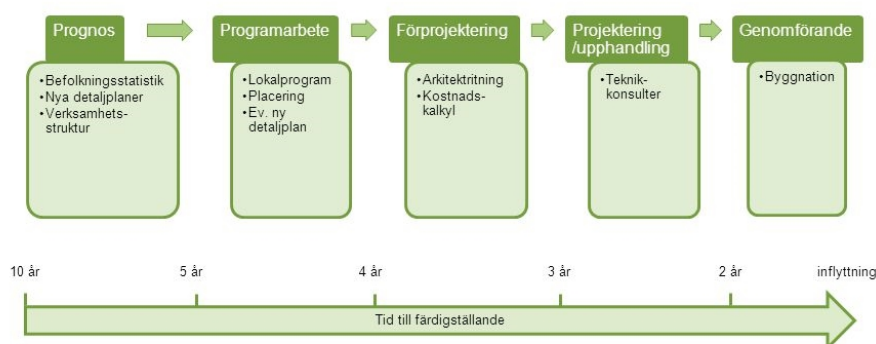 Prognos
Programarbete
Förprojektering
Projektering
/upphandling
Genomförande
•Befolkningsstatistik
•Nya detaljplaner
•Verksamhets-
struktur
•Lokalprogram
•Placering
•Ev. ny
detaljplan
•Arkitektritning
•Kostnads-
kalkyl
•Teknik-
konsulter
•Byggnation
10 år
5 år
4 år
3 år
2 år
inflyttning
Tid till färdigställande